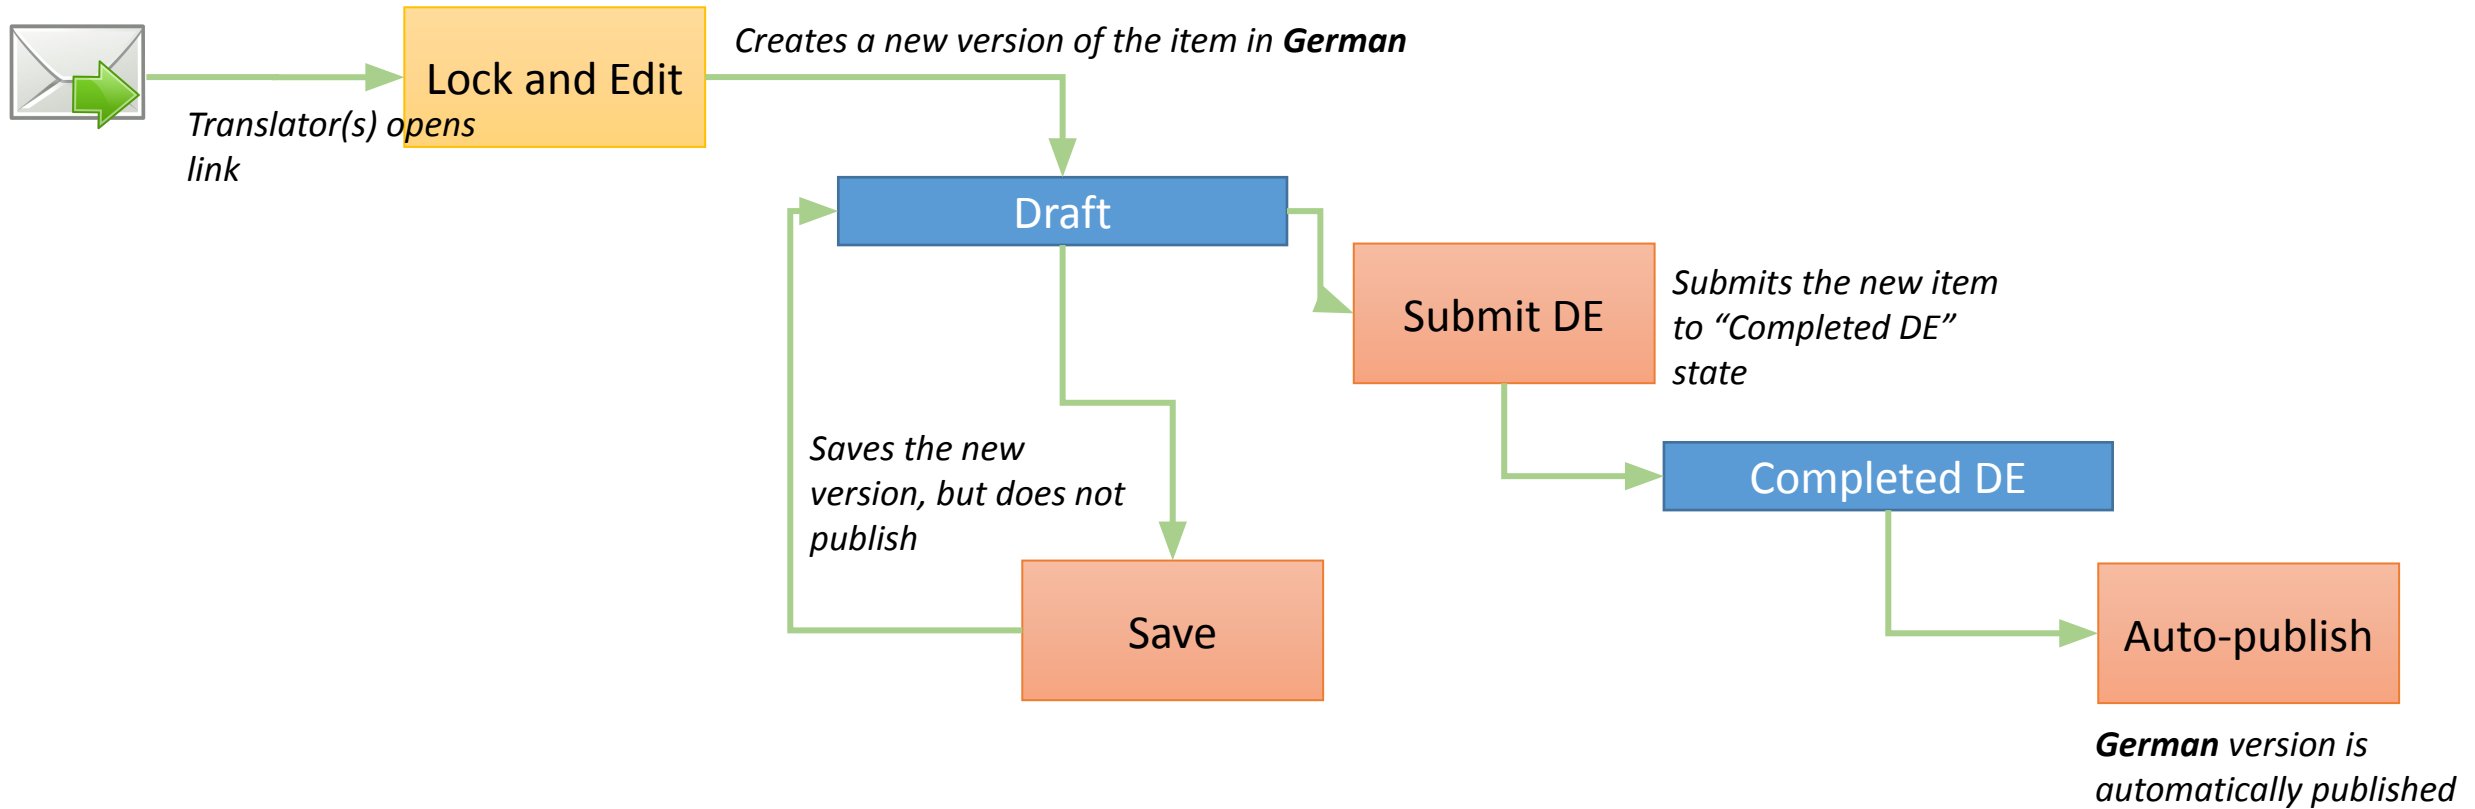 Creates a new version of the item in German
Lock and Edit
Translator(s) opens
link
Draft
Submit DE
Submits the new item
to “Completed DE”
state
Saves the new
version, but does not
publish
Completed DE
Save
Auto-publish
German version is
automatically published